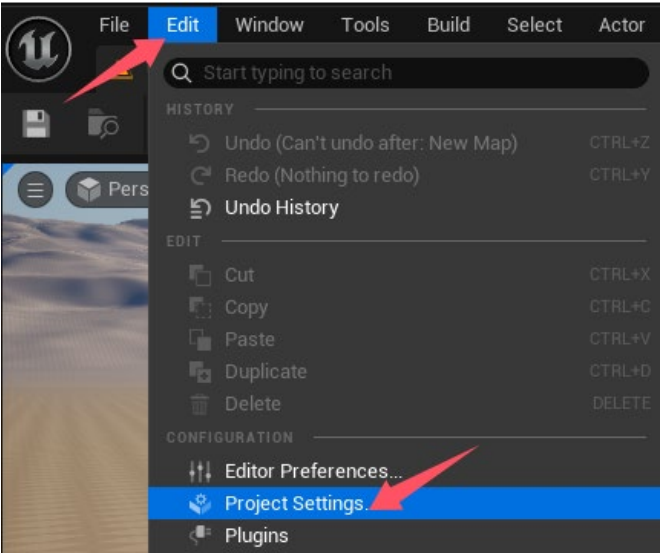 File Edit Window Tools Build Select Actor
Start typing to search
HISTORY
Undo (Can't undo after: New Map) CTRL+Z
Redo (Nothing to redo) CTRL+Y
Pers
Undo History
EDIT
Cut CTRL+X
Copy CTRL+C
Paste CTRL+V
Duplicate CTRL+D
Delete DELETE
CONFIGURATION
Editor Preferences...
Project Settings..
Plugins